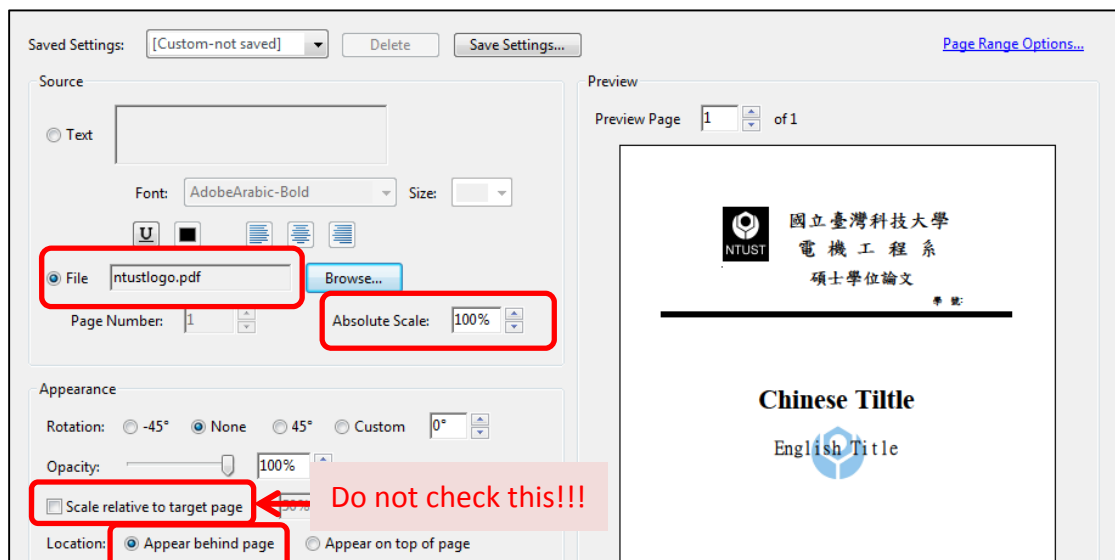 Saved Settings: [Custom-not saved] Delete Save Settings... Page Range Options...
Source
Text
Font: AdobeArabic-Bold Size:
U
File ntustlogo.pdf Browse...
Page Number: 1 Absolute Scale: 100%
Appearance
Rotation: -45° None 45° Custom 0°
Opacity: 100%
Scale relative to target page
Do not check this!!!
Location: Appear behind page Appear on top of page
Preview
Preview Page 1 of 1
NTUST
國立臺灣科技大學
電機工程系
碩士學位論文
學號:
Chinese Tiltle
English Title